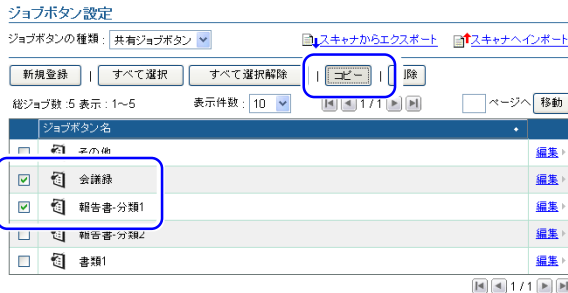 ジョブボタン設定
ジョブボタンの種類: 共有ジョブボタン スキャナからエクスポート スキャナへインポート
新規登録 | すべて選択 すべて選択解除 | コピー | 除
総ジョブ数:5 表示:1～5 表示件数: 10 1/1 ページへ 移動
ジョブボタン名
その他 編集
会議録 編集
報告書-分類1 編集
報告書-分類2 編集
書類1 編集
1/1